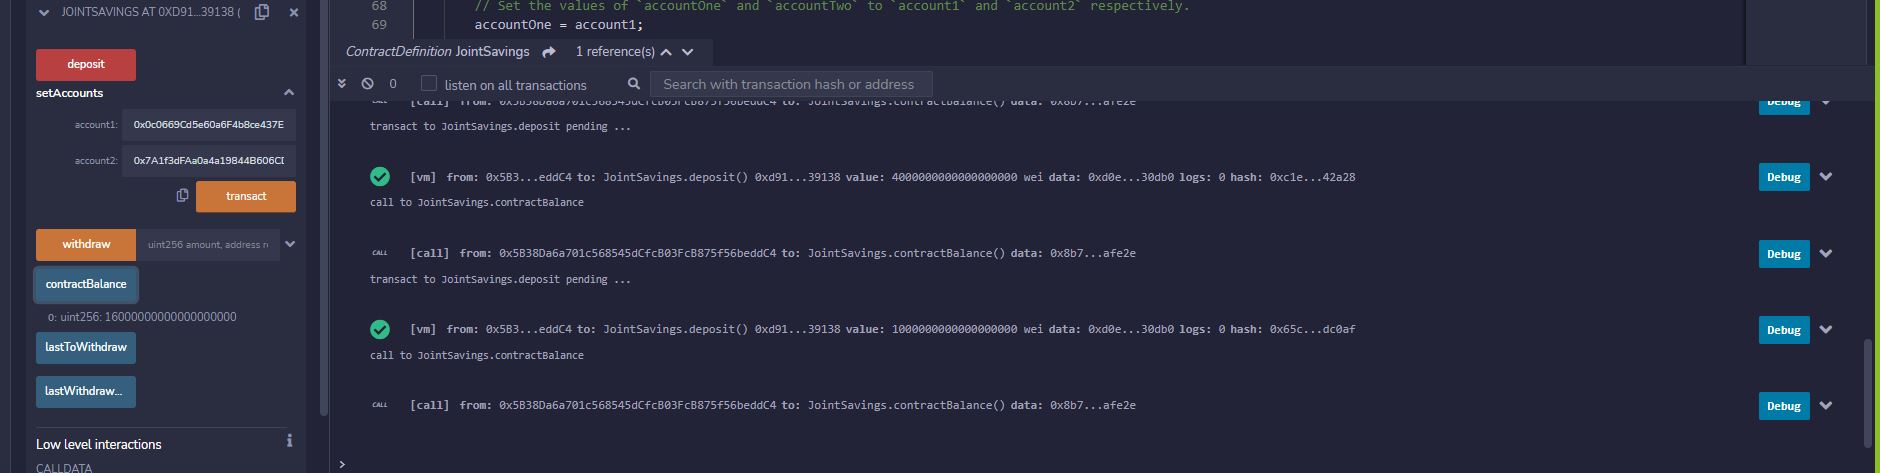 JOINTSAVINGS AT 0XD91...39138 (
deposit
setAccounts
account1: 0x0c0669Cd5e60a6F4b8ce437E
account2: 0x7A1f3dFAa0a4a19844B606CD
transact
withdraw uint256 amount, address re
contractBalance
0: uint256: 16000000000000000000
lastToWithdraw
lastWithdraw...
Low level interactions
CALLDATA
68 // Set the values of `accountOne` and `accountTwo` to `account1` and `account2` respectively.
69 accountOne = account1;
ContractDefinition JointSavings 1 reference(s)
0 listen on all transactions Search with transaction hash or address
CALL [call] from: 0x5B38Da6a701c568545dCfcB03FcB875f56beddC4 to: JointSavings.contractBalance() data: 0x8b7...afe2e Debug
transact to JointSavings.deposit pending ...
[vm] from: 0x5B3...eddC4 to: JointSavings.deposit() 0xd91...39138 value: 4000000000000000000 wei data: 0xd0e...30db0 logs: 0 hash: 0xc1e...42a28 Debug
call to JointSavings.contractBalance
CALL [call] from: 0x5B38Da6a701c568545dCfcB03FcB875f56beddC4 to: JointSavings.contractBalance() data: 0x8b7...afe2e Debug
transact to JointSavings.deposit pending ...
[vm] from: 0x5B3...eddC4 to: JointSavings.deposit() 0xd91...39138 value: 1000000000000000000 wei data: 0xd0e...30db0 logs: 0 hash: 0x65c...dc0af Debug
call to JointSavings.contractBalance
CALL [call] from: 0x5B38Da6a701c568545dCfcB03FcB875f56beddC4 to: JointSavings.contractBalance() data: 0x8b7...afe2e Debug
>